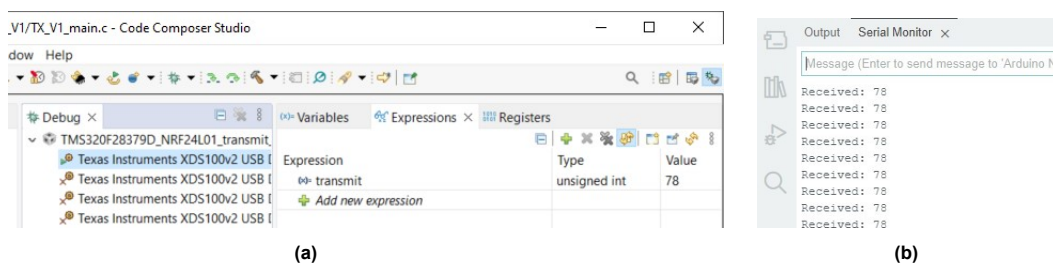 _V1/TX_V1_main.c - Code Composer Studio
dow Help
Debug
TMS320F28379D_NRF24L01_transmit_
Texas Instruments XDS100v2 USB
Texas Instruments XDS100v2 USB
Texas Instruments XDS100v2 USB
Texas Instruments XDS100v2 USB
(x)= Variables Expressions Registers
Expression Type Value
(x)= transmit unsigned int 78
Add new expression
(a)
Output Serial Monitor
Message (Enter to send message to 'Arduino N
Received: 78
Received: 78
Received: 78
Received: 78
Received: 78
Received: 78
Received: 78
Received: 78
Received: 78
(b)